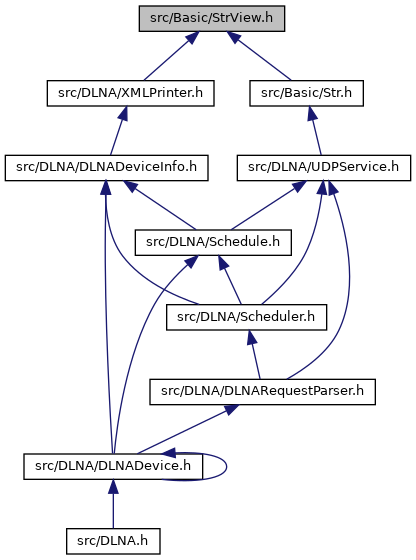 src/Basic/StrView.h
src/DLNA/XMLPrinter.h
src/Basic/Str.h
src/DLNA/DLNADeviceInfo.h
src/DLNA/UDPService.h
src/DLNA/Schedule.h
src/DLNA/Scheduler.h
src/DLNA/DLNARequestParser.h
src/DLNA/DLNADevice.h
src/DLNA.h